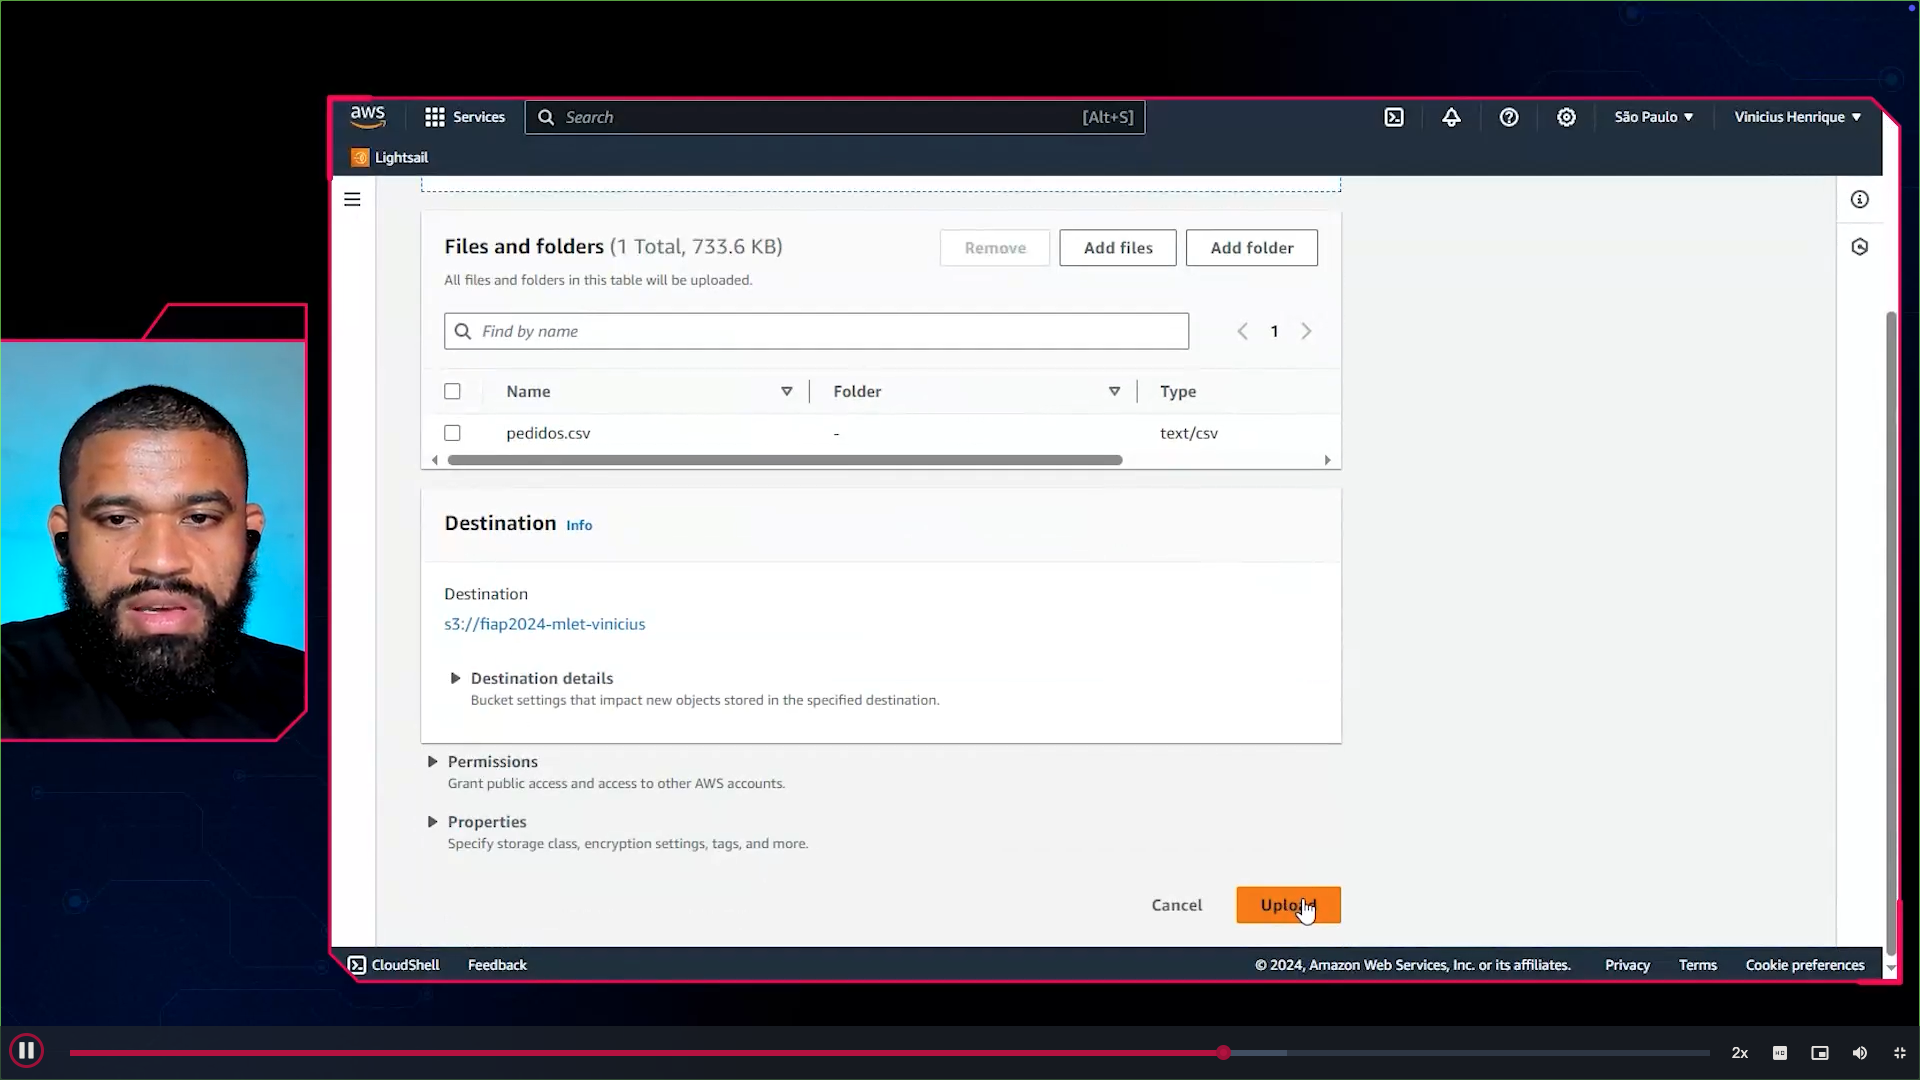 aws
Services
Search
[Alt+S]
São Paulo
Vinicius Henrique
Lightsail
Files and folders (1 Total, 733.6 KB)
Remove
Add files
Add folder
All files and folders in this table will be uploaded.
Find by name
1
Name
Folder
Type
pedidos.csv
-
text/csv
Destination Info
Destination
s3://fiap2024-mlet-vinicius
Destination details
Bucket settings that impact new objects stored in the specified destination.
Permissions
Grant public access and access to other AWS accounts.
Properties
Specify storage class, encryption settings, tags, and more.
Cancel
Upload
CloudShell
Feedback
© 2024, Amazon Web Services, Inc. or its affiliates.
Privacy
Terms
Cookie preferences
2x
HD